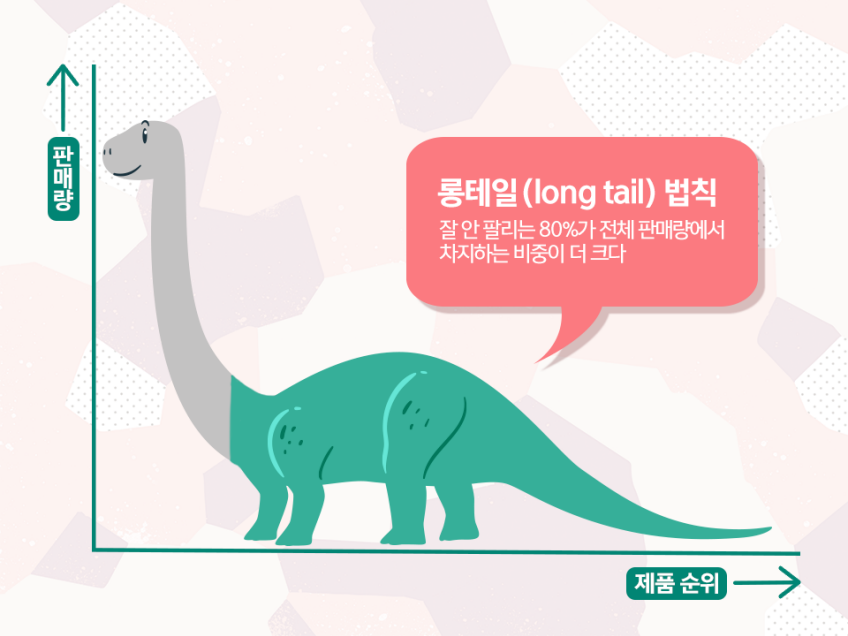 판매량
롱테일(long tail) 법칙
잘 안 팔리는 80%가 전체 판매량에서
차지하는 비중이 더 크다
제품 순위